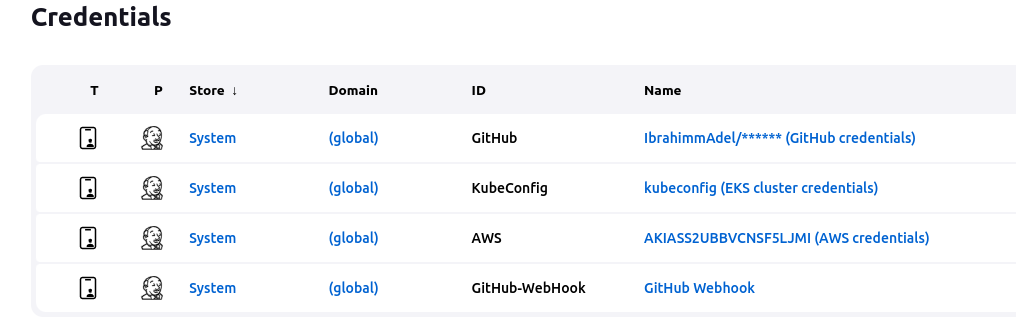 Credentials
T P Store ↓ Domain ID Name
System (global) GitHub IbrahimmAdel/****** (GitHub credentials)
System (global) KubeConfig kubeconfig (EKS cluster credentials)
System (global) AWS AKIASS2UBBVCNSF5LJMI (AWS credentials)
System (global) GitHub-WebHook GitHub Webhook